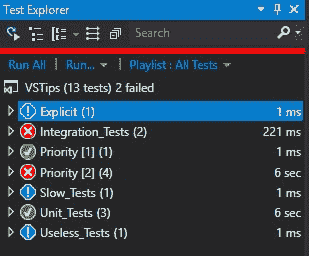 Test Explorer
Search
Run All | Run... | Playlist : All Tests
VSTips (13 tests) 2 failed
Explicit (1) 1 ms
Integration_Tests (2) 221 ms
Priority [1] (1) 1 ms
Priority [2] (4) 6 sec
Slow_Tests (1) 1 ms
Unit_Tests (3) 6 sec
Useless_Tests (1) 1 ms